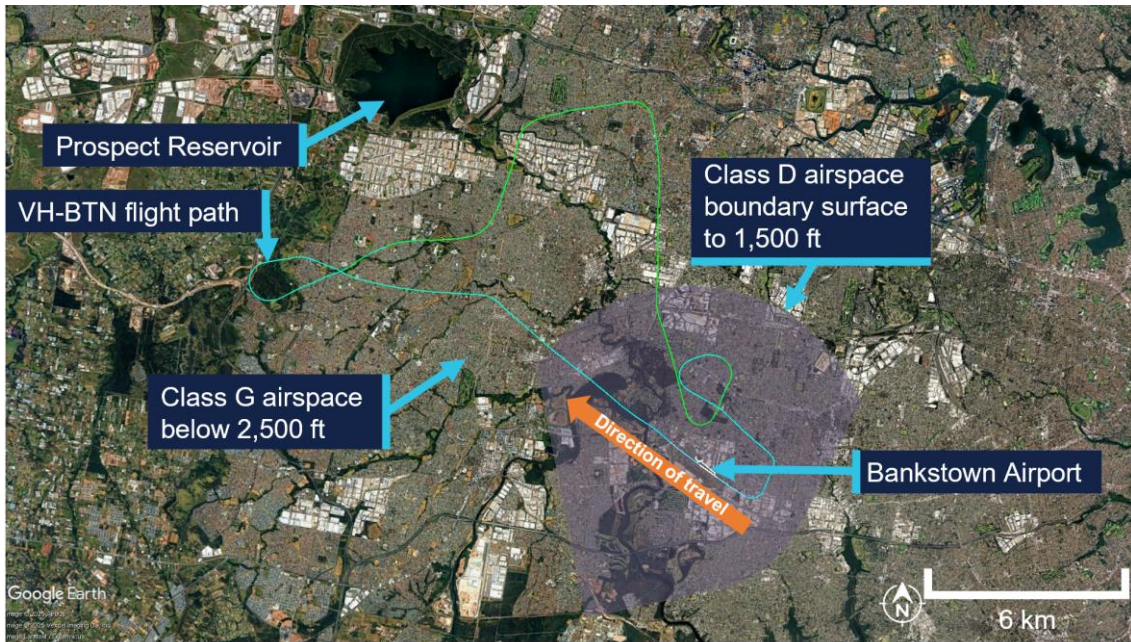 Prospect Reservoir
VH-BTN flight path
Class D airspace
boundary surface
to 1,500 ft
Class G airspace
below 2,500 ft
Direction of travel
Bankstown Airport
Google Earth
N
6 km